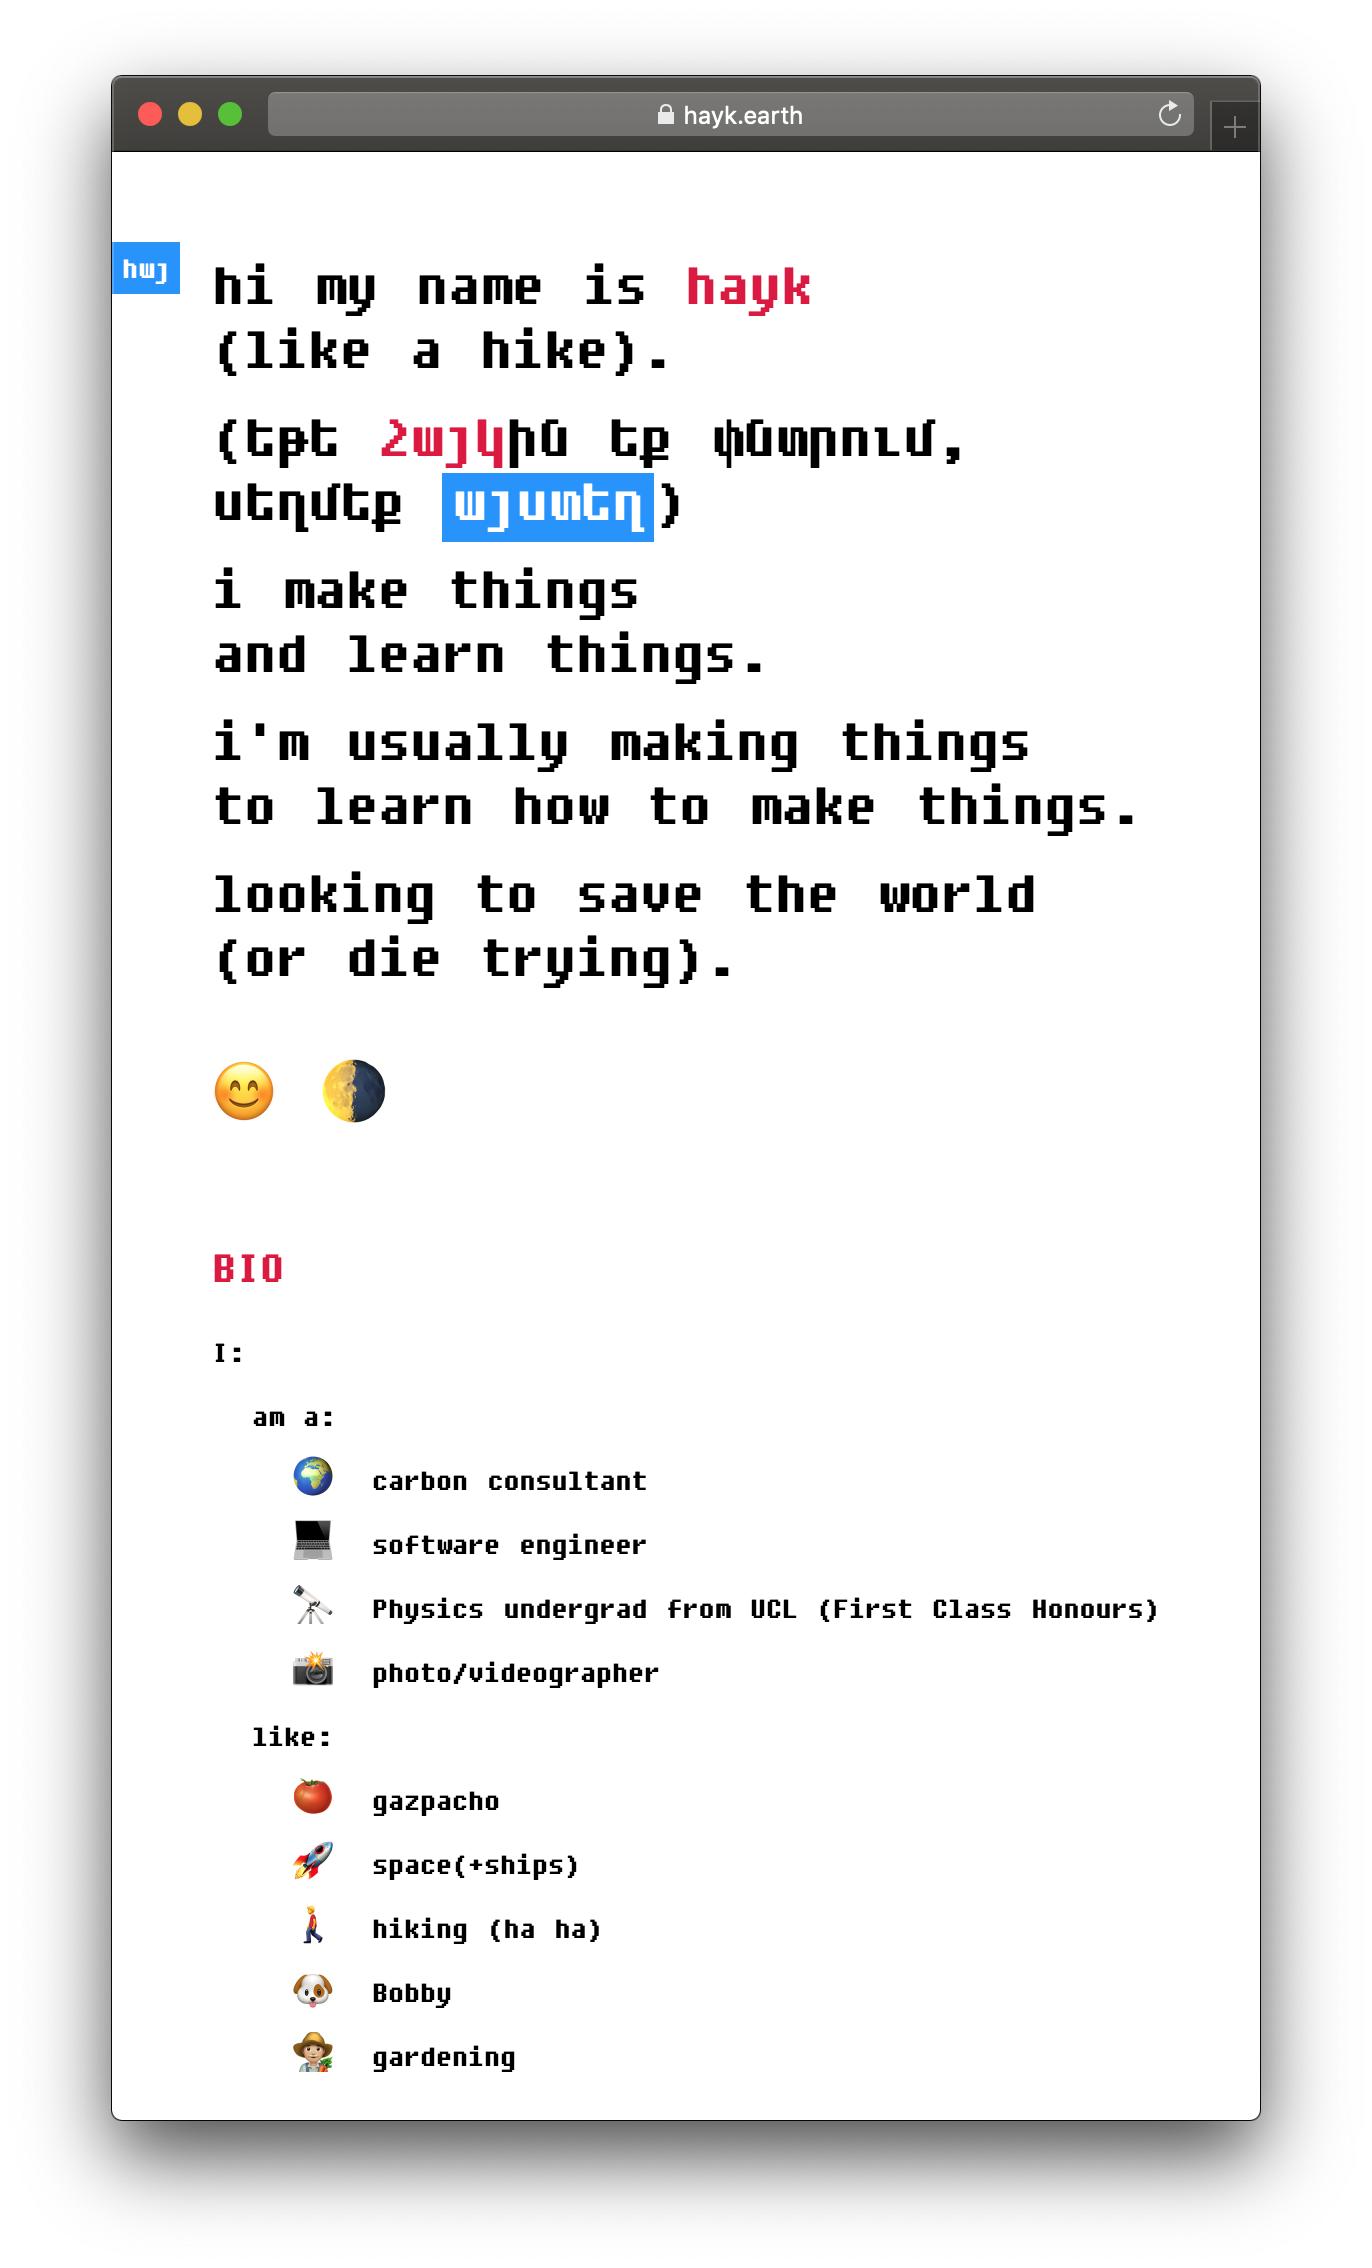 hayk.earth
հայ
hi my name is hayk
(like a hike).
(եթե Հայկին եք փնտրում,
սեղմեք այստեղ)
i make things
and learn things.
i'm usually making things
to learn how to make things.
looking to save the world
(or die trying).
BIO
I:
am a:
carbon consultant
software engineer
Physics undergrad from UCL (First Class Honours)
photo/videographer
like:
gazpacho
space(+ships)
hiking (ha ha)
Bobby
gardening